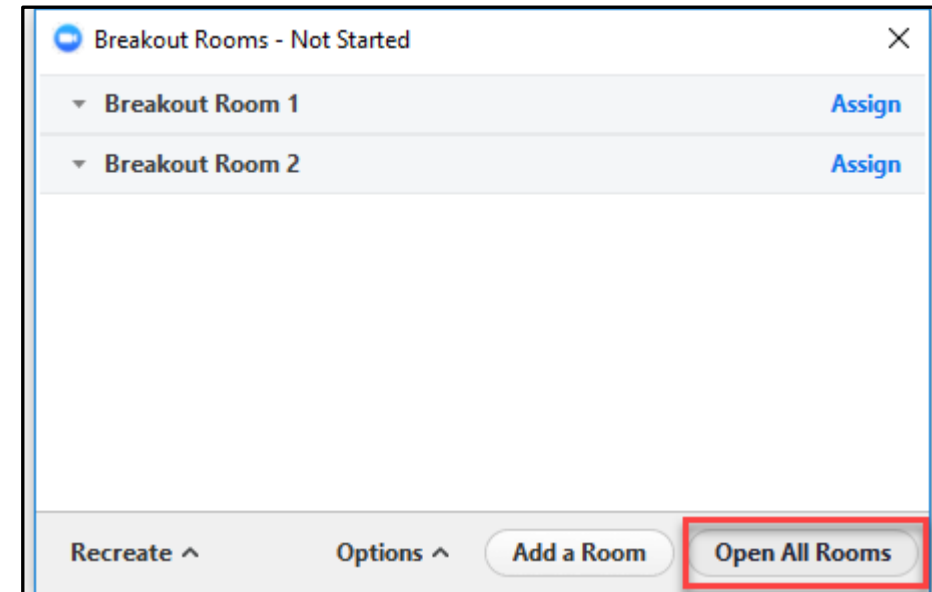 Breakout Rooms - Not Started
Breakout Room 1 Assign
Breakout Room 2 Assign
Recreate Options Add a Room Open All Rooms